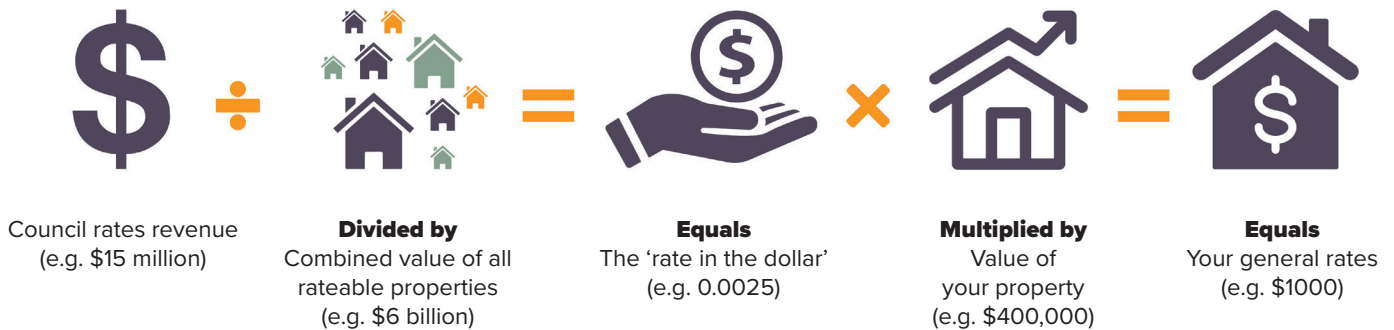 Council rates revenue
(e.g. $15 million)
Divided by
Combined value of all
rateable properties
(e.g. $6 billion)
Equals
The ‘rate in the dollar’
(e.g. 0.0025)
Multiplied by
Value of
your property
(e.g. $400,000)
Equals
Your general rates
(e.g. $1000)